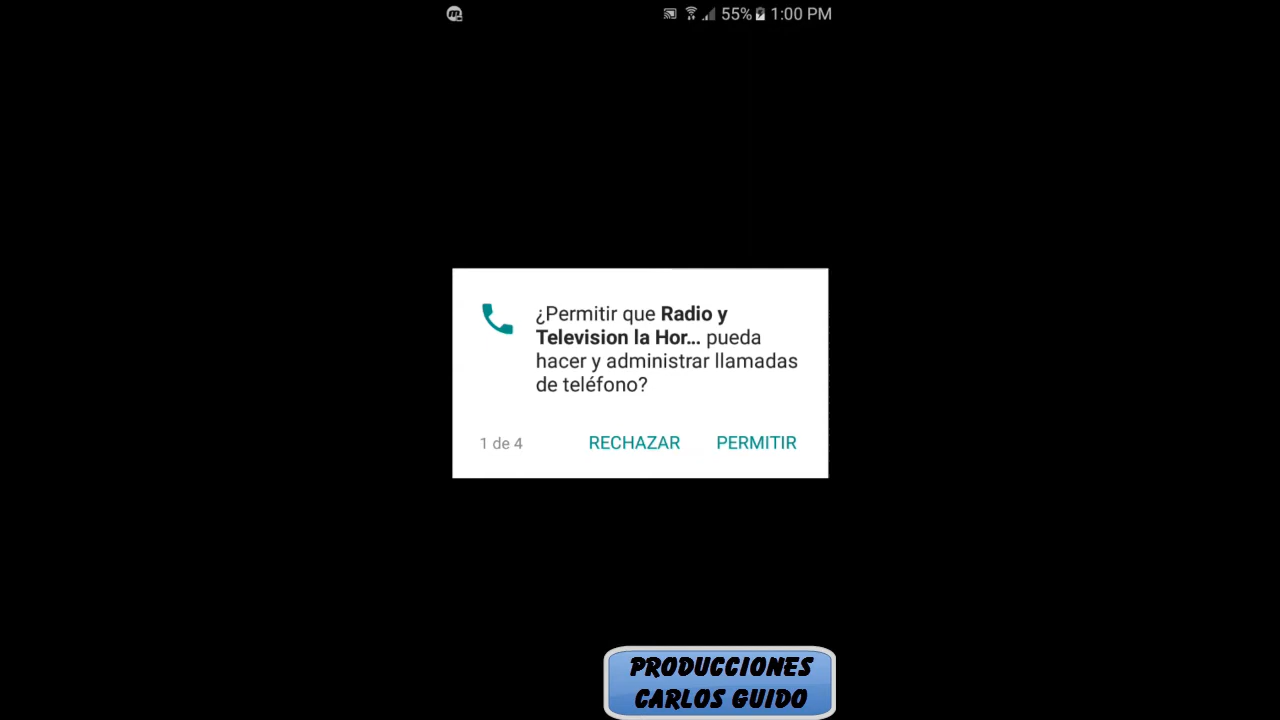 55% 1:00 PM
¿Permitir que Radio y
Television la Hor... pueda
hacer y administrar llamadas
de teléfono?
1 de 4 RECHAZAR PERMITIR
PRODUCCIONES
CARLOS GUIDO